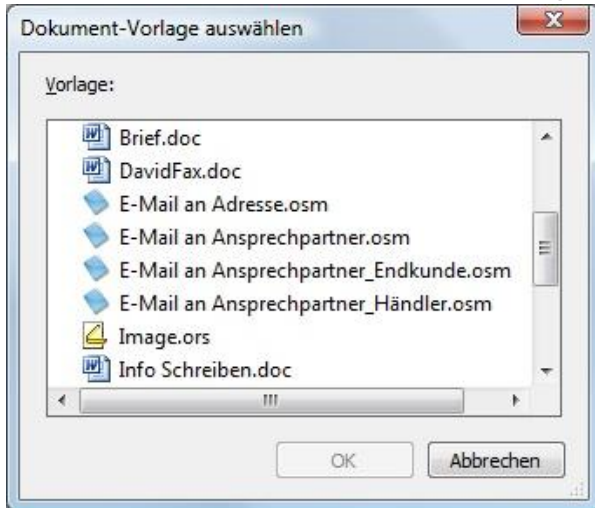 Dokument-Vorlage auswählen
Vorlage:
Brief.doc
DavidFax.doc
E-Mail an Adresse.osm
E-Mail an Ansprechpartner.osm
E-Mail an Ansprechpartner_Endkunde.osm
E-Mail an Ansprechpartner_Händler.osm
Image.ors
Info Schreiben.doc
OK Abbrechen